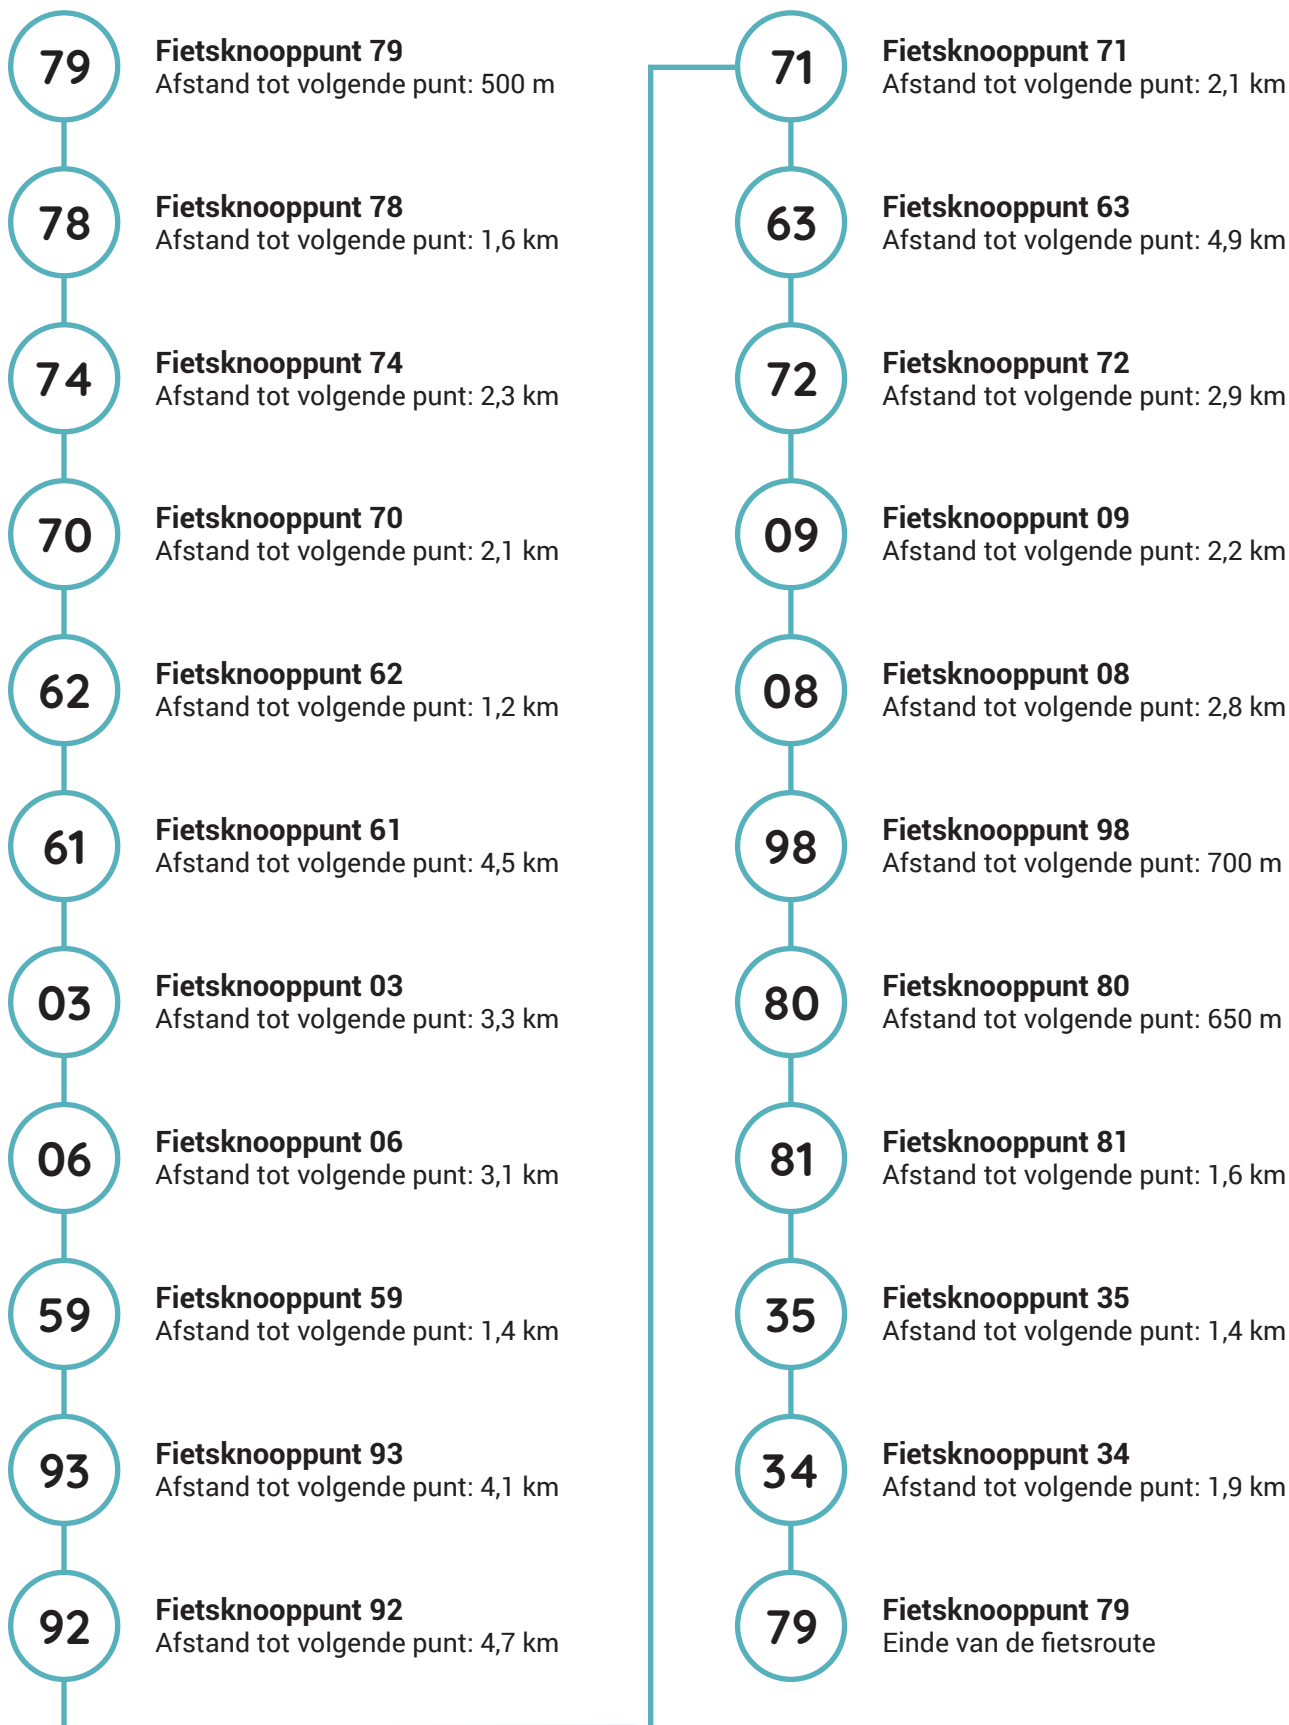 79
Fietsknooppunt 79
Afstand tot volgende punt: 500 m
78
Fietsknooppunt 78
Afstand tot volgende punt: 1,6 km
74
Fietsknooppunt 74
Afstand tot volgende punt: 2,3 km
70
Fietsknooppunt 70
Afstand tot volgende punt: 2,1 km
62
Fietsknooppunt 62
Afstand tot volgende punt: 1,2 km
61
Fietsknooppunt 61
Afstand tot volgende punt: 4,5 km
03
Fietsknooppunt 03
Afstand tot volgende punt: 3,3 km
06
Fietsknooppunt 06
Afstand tot volgende punt: 3,1 km
59
Fietsknooppunt 59
Afstand tot volgende punt: 1,4 km
93
Fietsknooppunt 93
Afstand tot volgende punt: 4,1 km
92
Fietsknooppunt 92
Afstand tot volgende punt: 4,7 km
71
Fietsknooppunt 71
Afstand tot volgende punt: 2,1 km
63
Fietsknooppunt 63
Afstand tot volgende punt: 4,9 km
72
Fietsknooppunt 72
Afstand tot volgende punt: 2,9 km
09
Fietsknooppunt 09
Afstand tot volgende punt: 2,2 km
08
Fietsknooppunt 08
Afstand tot volgende punt: 2,8 km
98
Fietsknooppunt 98
Afstand tot volgende punt: 700 m
80
Fietsknooppunt 80
Afstand tot volgende punt: 650 m
81
Fietsknooppunt 81
Afstand tot volgende punt: 1,6 km
35
Fietsknooppunt 35
Afstand tot volgende punt: 1,4 km
34
Fietsknooppunt 34
Afstand tot volgende punt: 1,9 km
79
Fietsknooppunt 79
Einde van de fietsroute